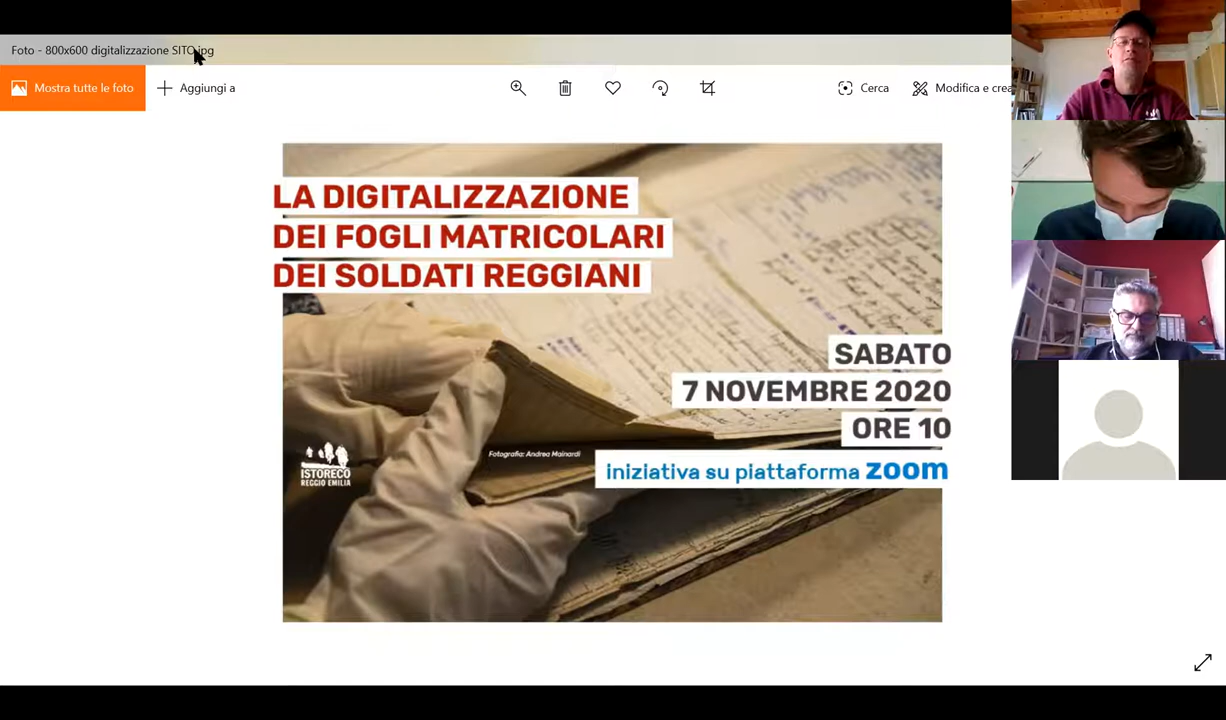 Foto - 800x600 digitalizzazione SITO.jpg
Mostra tutte le foto
Aggiungi a
Cerca
Modifica e crea
LA DIGITALIZZAZIONE
DEI FOGLI MATRICOLARI
DEI SOLDATI REGGIANI
SABATO
7 NOVEMBRE 2020
ORE 10
Fotografia: Andrea Mainardi
iniziativa su piattaforma zoom
ISTORECO
REGGIO EMILIA